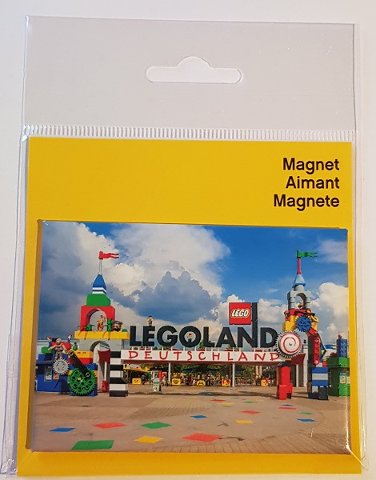 Magnet
Aimant
Magnete
LEGO
LEGOLAND
DEUTSCHLAND